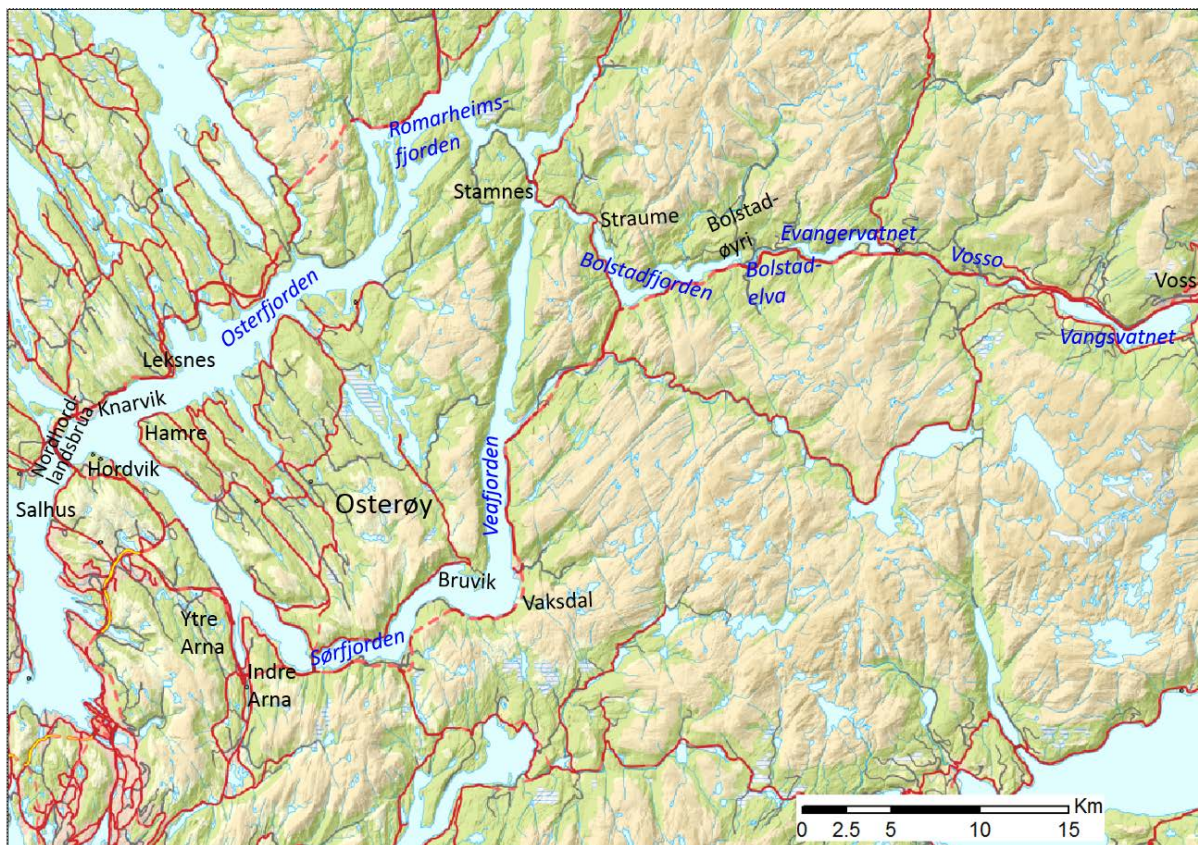 Romarheims-
fjorden
Stamnes
Straume
Bolstad-
øyri
Evangervatnet
Bolstadfjorden
Bolstad-
elva
Vosso
Voss
Vangsvatnet
Osterfjorden
Leksnes
Knarvik
Nordhord-
landsbrua
Hamre
Hordvik
Salhus
Osterøy
Veafjorden
Bruvik
Vaksdal
Ytre
Arna
Sørfjorden
Indre
Arna
Km
0 2.5 5 10 15